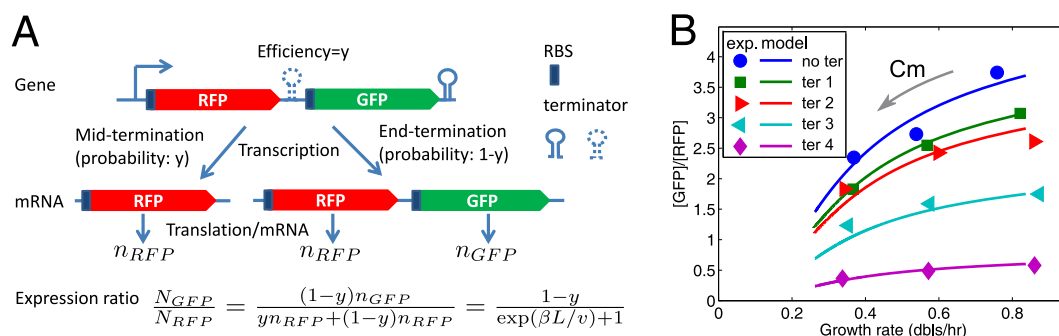 A
Efficiency=y
RBS
Gene
RFP
GFP
terminator
Mid-termination
(probability: y)
Transcription
End-termination
(probability: 1-y)
mRNA
RFP
RFP
GFP
Translation/mRNA
n_RFP
n_RFP
n_GFP
Expression ratio N_GFP/N_RFP = (1−y)n_GFP/(yn_RFP+(1−y)n_RFP) = (1−y)/(exp(βL/v)+1)
B
exp. model
no ter
ter 1
ter 2
ter 3
ter 4
Cm
[GFP]/[RFP]
4
3.5
3
2.5
2
1.5
1
0.5
0
0
0.2
0.4
0.6
0.8
Growth rate (dbls/hr)